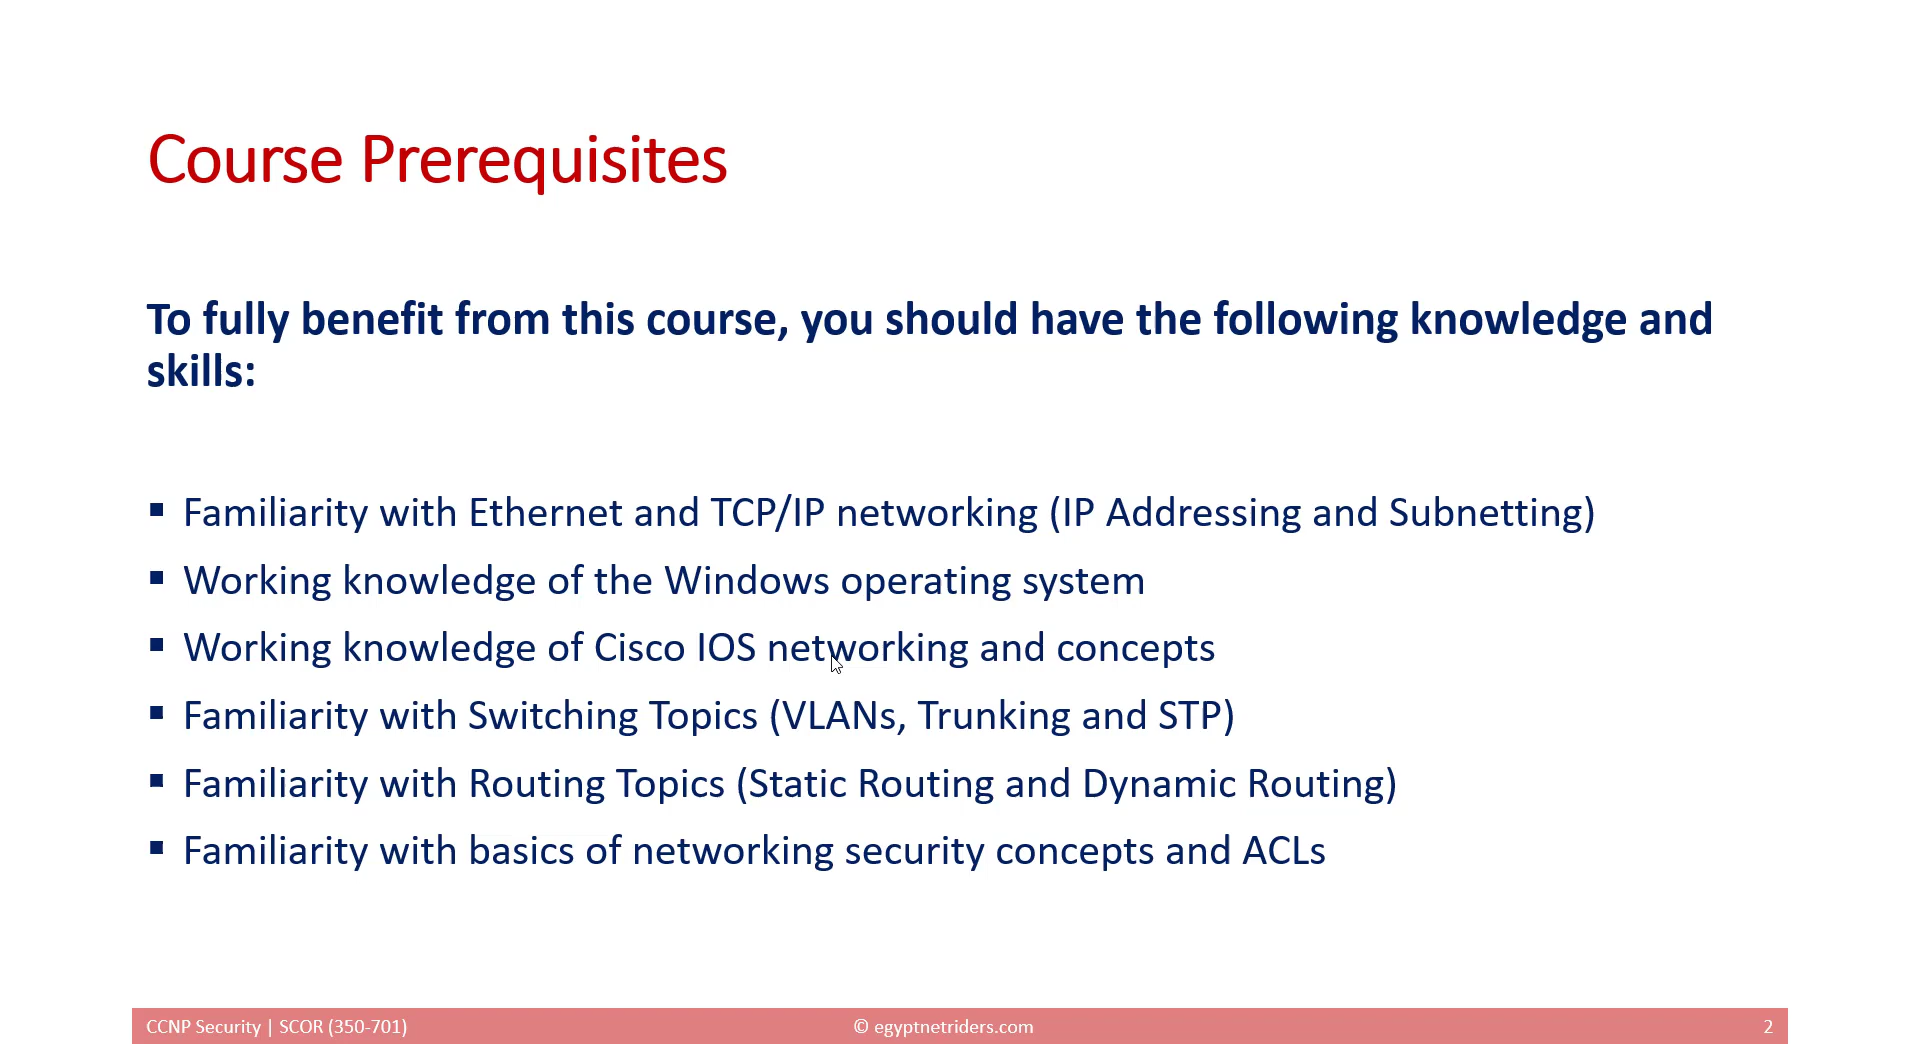 Course Prerequisites
To fully benefit from this course, you should have the following knowledge and
skills:
▪ Familiarity with Ethernet and TCP/IP networking (IP Addressing and Subnetting)
▪ Working knowledge of the Windows operating system
▪ Working knowledge of Cisco IOS networking and concepts
▪ Familiarity with Switching Topics (VLANs, Trunking and STP)
▪ Familiarity with Routing Topics (Static Routing and Dynamic Routing)
▪ Familiarity with basics of networking security concepts and ACLs
CCNP Security | SCOR (350-701)
© egyptnetriders.com
2